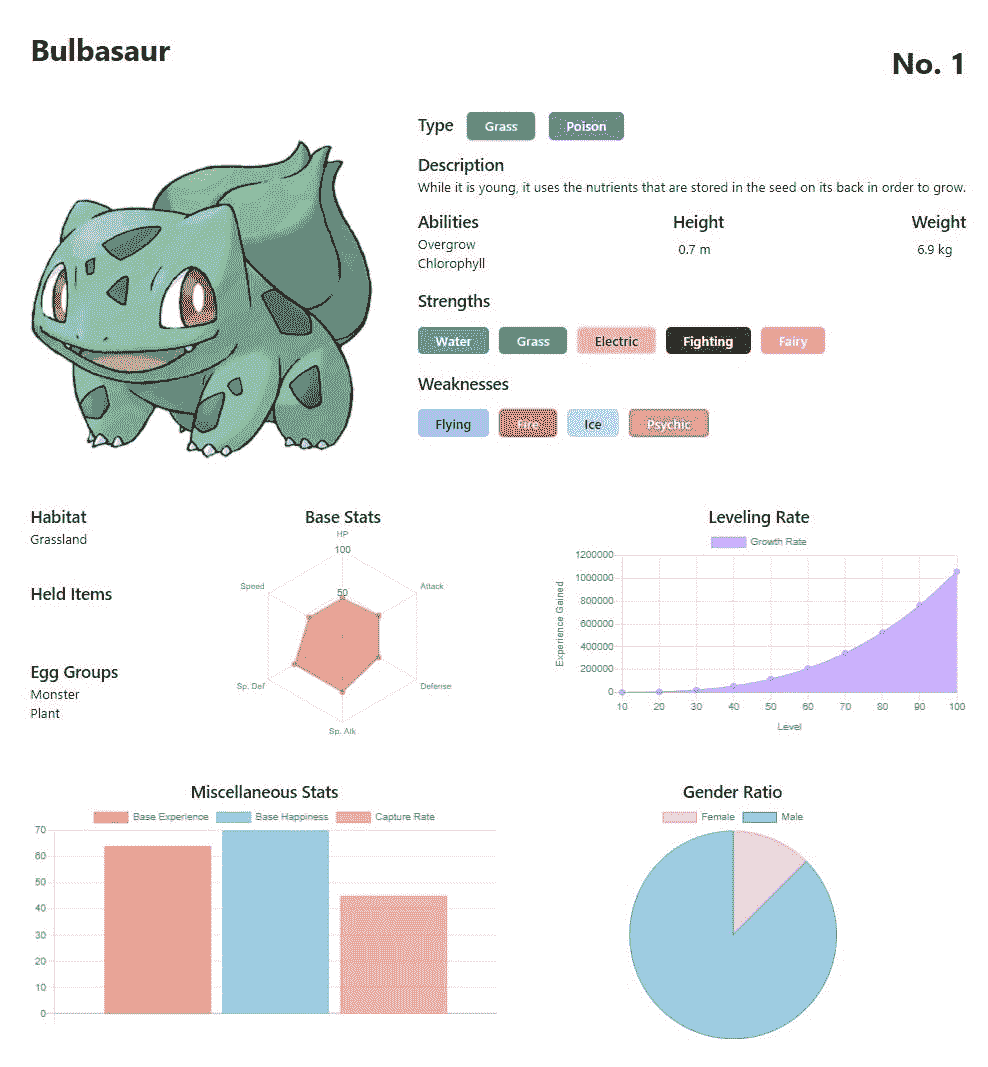 Bulbasaur
No. 1
Type Grass Poison
Description
While it is young, it uses the nutrients that are stored in the seed on its back in order to grow.
Abilities Height Weight
Overgrow 0.7 m 6.9 kg
Chlorophyll
Strengths
Water Grass Electric Fighting Fairy
Weaknesses
Flying Fire Ice Psychic
Habitat
Grassland
Held Items
Egg Groups
Monster
Plant
Base Stats
HP
100
50
Speed
Attack
Sp. Def
Defense
Sp. Atk
Leveling Rate
Growth Rate
1200000
1000000
800000
600000
400000
200000
0
Experience Gained
10 20 30 40 50 60 70 80 90 100
Level
Miscellaneous Stats
Base Experience Base Happiness Capture Rate
70
60
50
40
30
20
10
0
Gender Ratio
Female Male